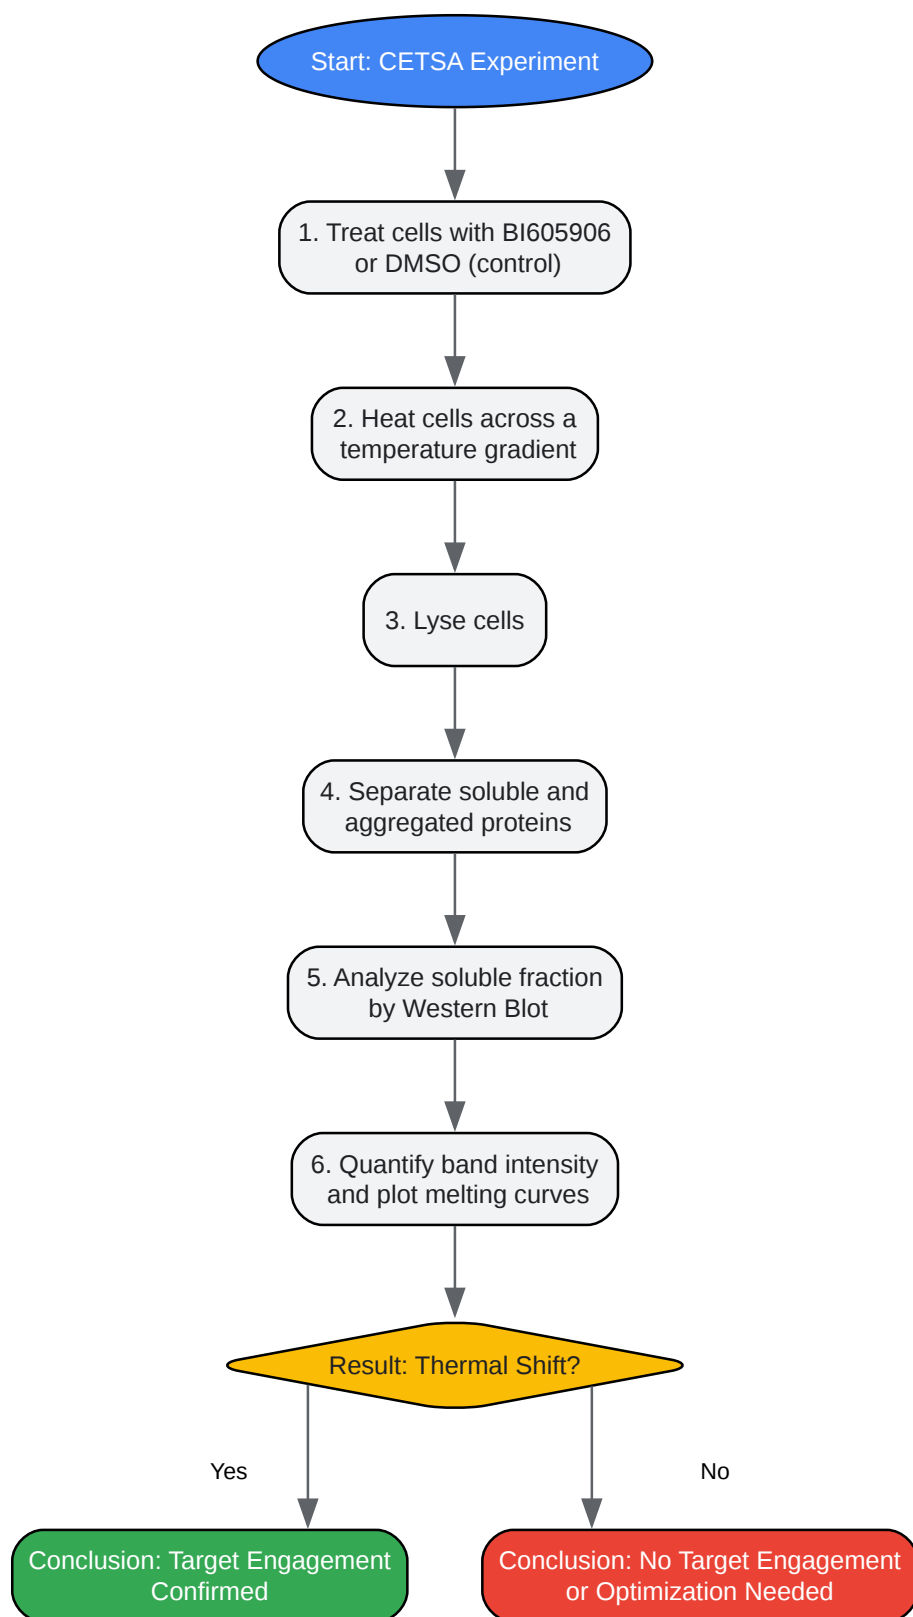 Start: CETSA Experiment
1. Treat cells with BI605906
or DMSO (control)
2. Heat cells across a
temperature gradient
3. Lyse cells
4. Separate soluble and
aggregated proteins
5. Analyze soluble fraction
by Western Blot
6. Quantify band intensity
and plot melting curves
Result: Thermal Shift?
Yes
No
Conclusion: Target Engagement
Confirmed
Conclusion: No Target Engagement
or Optimization Needed